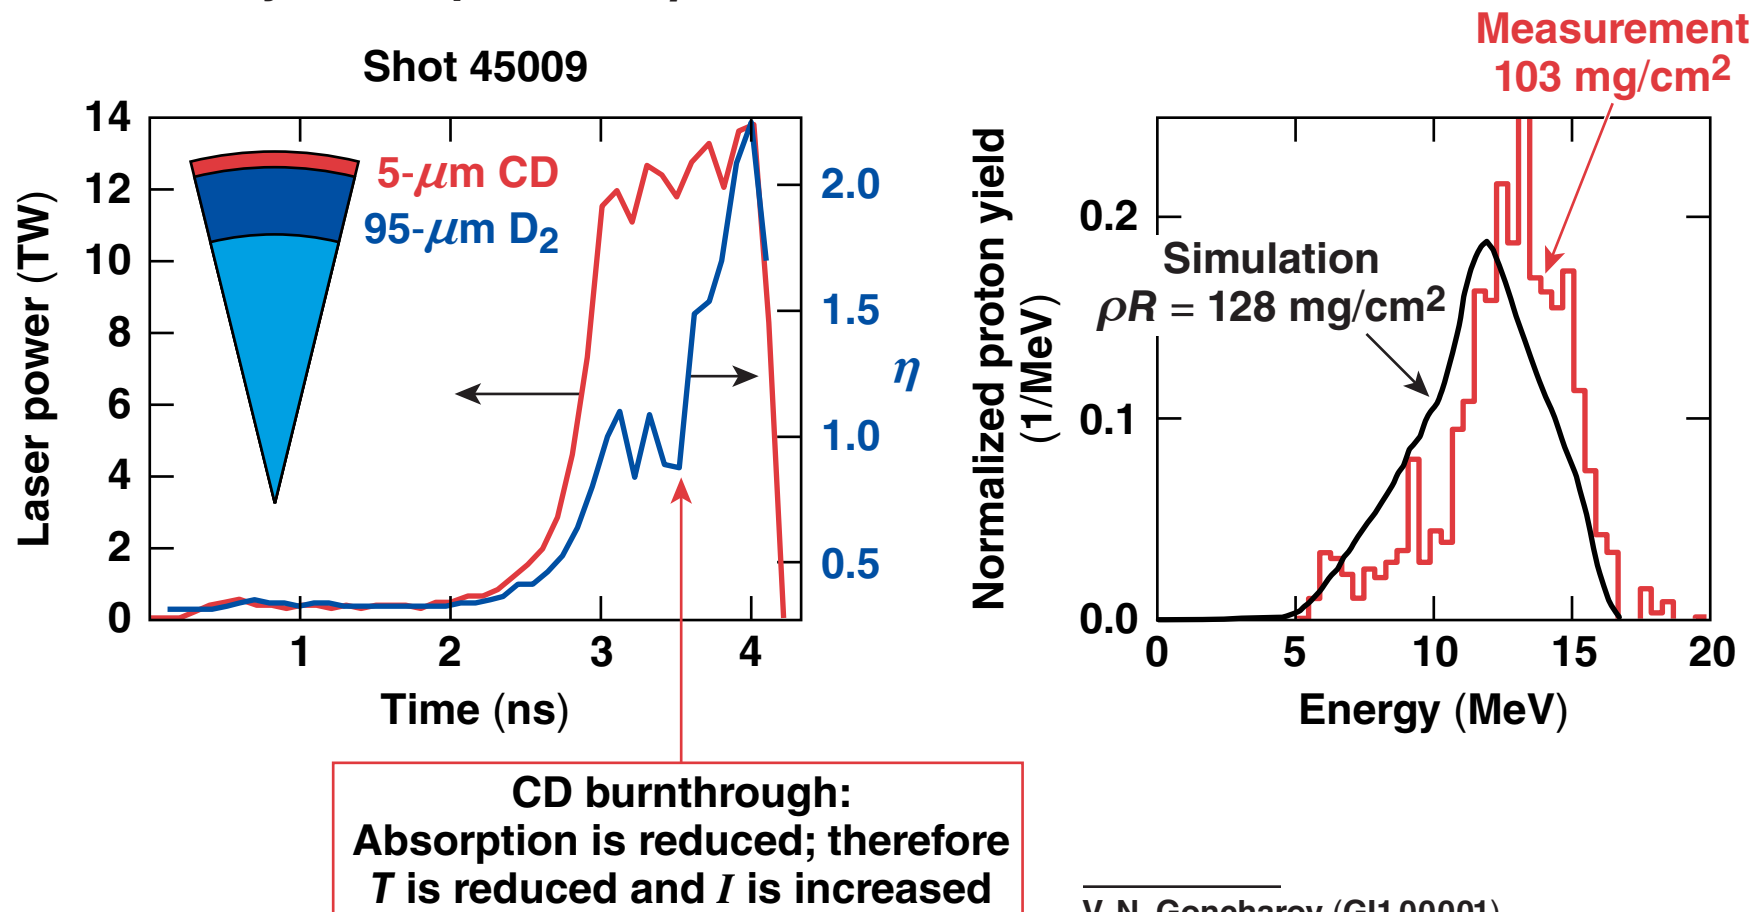 Shot 45009
14
12
10
8
6
4
2
0
Laser power (TW)
5-μm CD
95-μm D2
2.0
1.5
η
1.0
0.5
1
2
3
4
Time (ns)
CD burnthrough:
Absorption is reduced; therefore
T is reduced and I is increased
Measurement
103 mg/cm2
Normalized proton yield
(1/MeV)
0.2
0.1
0.0
Simulation
ρR = 128 mg/cm2
0
5
10
15
20
Energy (MeV)
V. N. Goncharov (GI1.00001)